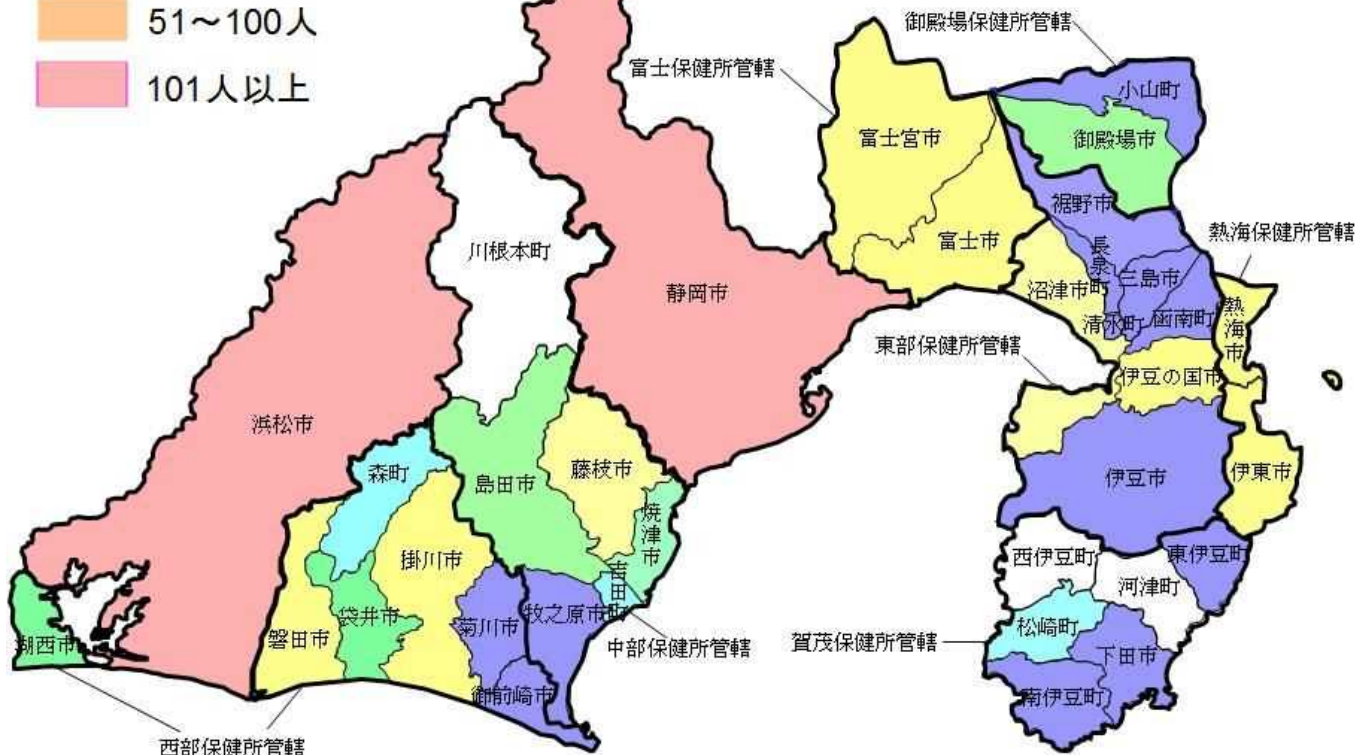 51～100人
101人以上
御殿場保健所管轄
富士保健所管轄
小山町
富士宮市
御殿場市
裾野市
熱海保健所管轄
川根本町
富士市
長泉町
三島市
静岡市
沼津市
清水町
函南町
熱海市
東部保健所管轄
伊豆の国市
浜松市
森町
島田市
藤枝市
伊豆市
伊東市
焼津市
掛川市
西伊豆町
東伊豆町
河津町
吉田町
湖西市
磐田市
袋井市
菊川市
牧之原市
松崎町
中部保健所管轄
賀茂保健所管轄
下田市
御前崎市
南伊豆町
西部保健所管轄